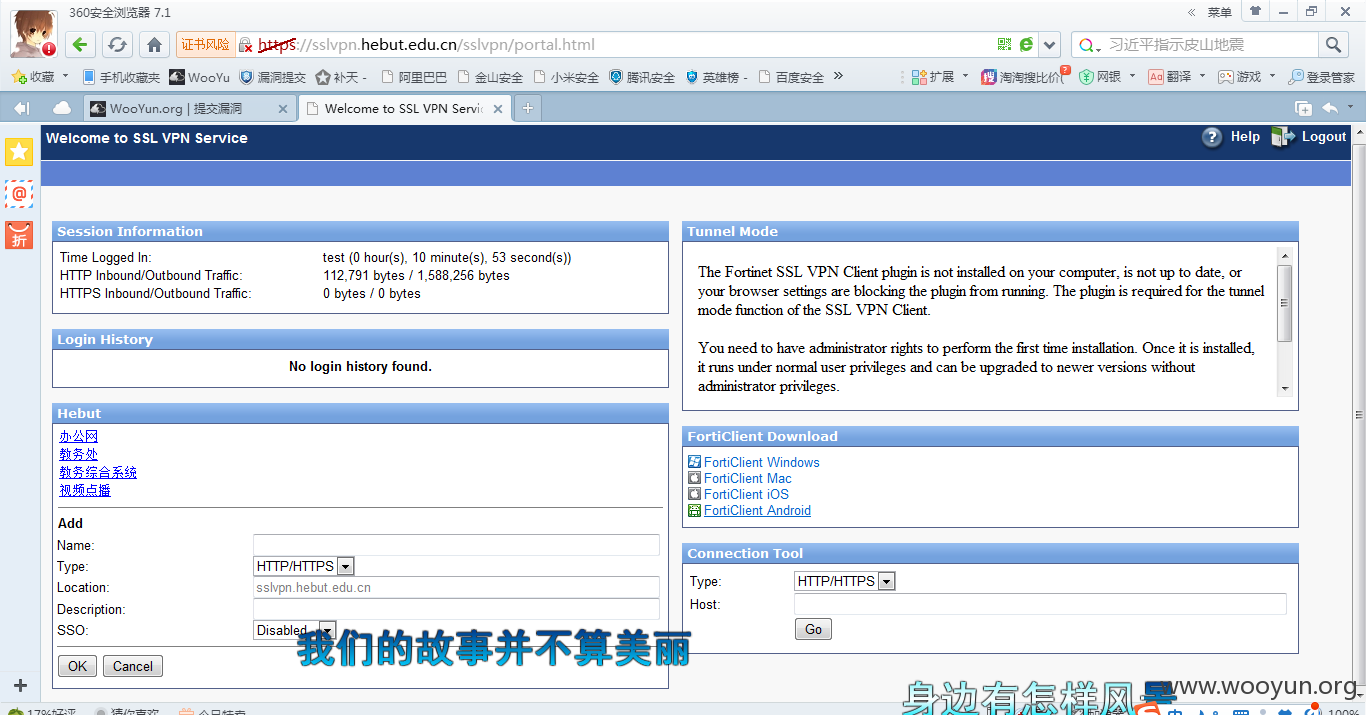 360安全浏览器 7.1
« 菜单
证书风险 https://sslvpn.hebut.edu.cn/sslvpn/portal.html
习近平指示皮山地震
收藏 手机收藏夹 WooYu 漏洞提交 补天 - 阿里巴巴 金山安全 小米安全 腾讯安全 英雄榜 - 百度安全 » 扩展 淘淘搜比价 ? 网银 Aa 翻译 游戏 登录管家
WooYun.org | 提交漏洞 Welcome to SSL VPN Servic
Welcome to SSL VPN Service
? Help Logout
@
折
Session Information
Time Logged In: test (0 hour(s), 10 minute(s), 53 second(s))
HTTP Inbound/Outbound Traffic: 112,791 bytes / 1,588,256 bytes
HTTPS Inbound/Outbound Traffic: 0 bytes / 0 bytes
Login History
No login history found.
Hebut
办公网
教务处
教务综合系统
视频点播
Add
Name:
Type: HTTP/HTTPS
Location: sslvpn.hebut.edu.cn
Description:
SSO: Disabled
OK Cancel
Tunnel Mode
The Fortinet SSL VPN Client plugin is not installed on your computer, is not up to date, or
your browser settings are blocking the plugin from running. The plugin is required for the tunnel
mode function of the SSL VPN Client.
You need to have administrator rights to perform the first time installation. Once it is installed,
it runs under normal user privileges and can be upgraded to newer versions without
administrator privileges.
FortiClient Download
FortiClient Windows
FortiClient Mac
FortiClient iOS
FortiClient Android
Connection Tool
Type: HTTP/HTTPS
Host:
Go
我们的故事并不算美丽
身边有怎样风景
www.wooyun.org
17%好评 猜你喜欢 今日特卖
100%